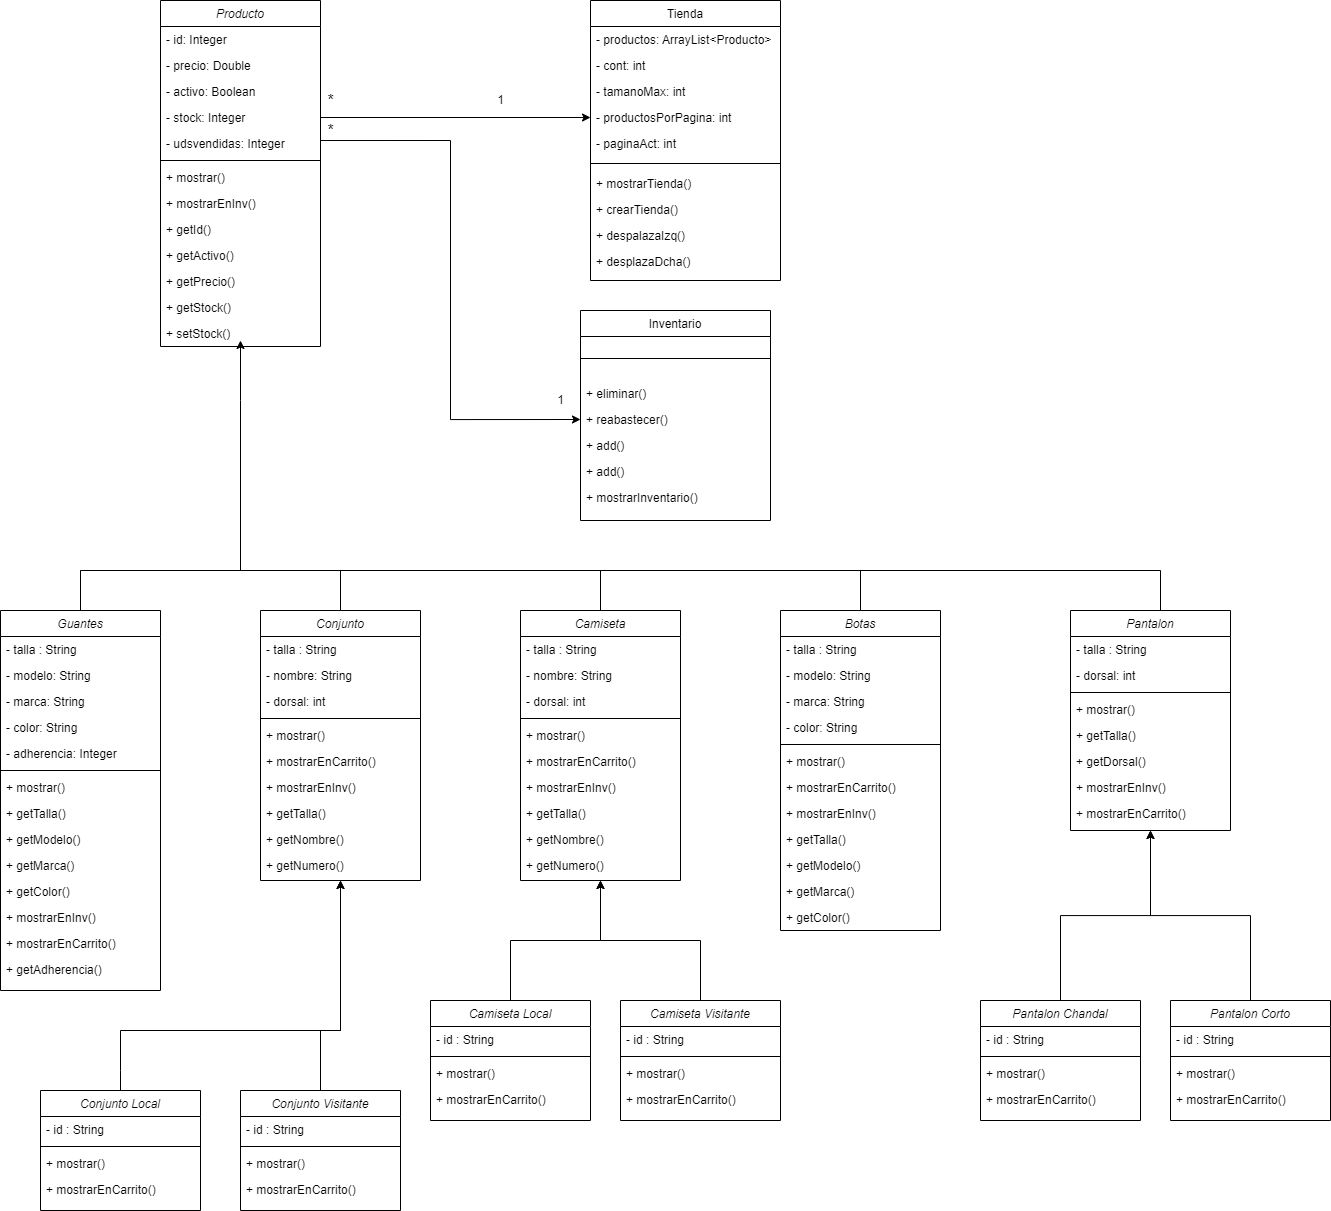 Producto
- id: Integer
- precio: Double
- activo: Boolean
- stock: Integer
- udsvendidas: Integer
+ mostrar()
+ mostrarEnInv()
+ getId()
+ getActivo()
+ getPrecio()
+ getStock()
+ setStock()
*
1
*
1
Tienda
- productos: ArrayList<Producto>
- cont: int
- tamanoMax: int
- productosPorPagina: int
- paginaAct: int
+ mostrarTienda()
+ crearTienda()
+ despalazaIzq()
+ desplazaDcha()
Inventario
+ eliminar()
+ reabastecer()
+ add()
+ add()
+ mostrarInventario()
Guantes
- talla : String
- modelo: String
- marca: String
- color: String
- adherencia: Integer
+ mostrar()
+ getTalla()
+ getModelo()
+ getMarca()
+ getColor()
+ mostrarEnInv()
+ mostrarEnCarrito()
+ getAdherencia()
Conjunto
- talla : String
- nombre: String
- dorsal: int
+ mostrar()
+ mostrarEnCarrito()
+ mostrarEnInv()
+ getTalla()
+ getNombre()
+ getNumero()
Camiseta
- talla : String
- nombre: String
- dorsal: int
+ mostrar()
+ mostrarEnCarrito()
+ mostrarEnInv()
+ getTalla()
+ getNombre()
+ getNumero()
Botas
- talla : String
- modelo: String
- marca: String
- color: String
+ mostrar()
+ mostrarEnCarrito()
+ mostrarEnInv()
+ getTalla()
+ getModelo()
+ getMarca()
+ getColor()
Pantalon
- talla : String
- dorsal: int
+ mostrar()
+ getTalla()
+ getDorsal()
+ mostrarEnInv()
+ mostrarEnCarrito()
Conjunto Local
- id : String
+ mostrar()
+ mostrarEnCarrito()
Conjunto Visitante
- id : String
+ mostrar()
+ mostrarEnCarrito()
Camiseta Local
- id : String
+ mostrar()
+ mostrarEnCarrito()
Camiseta Visitante
- id : String
+ mostrar()
+ mostrarEnCarrito()
Pantalon Chandal
- id : String
+ mostrar()
+ mostrarEnCarrito()
Pantalon Corto
- id : String
+ mostrar()
+ mostrarEnCarrito()